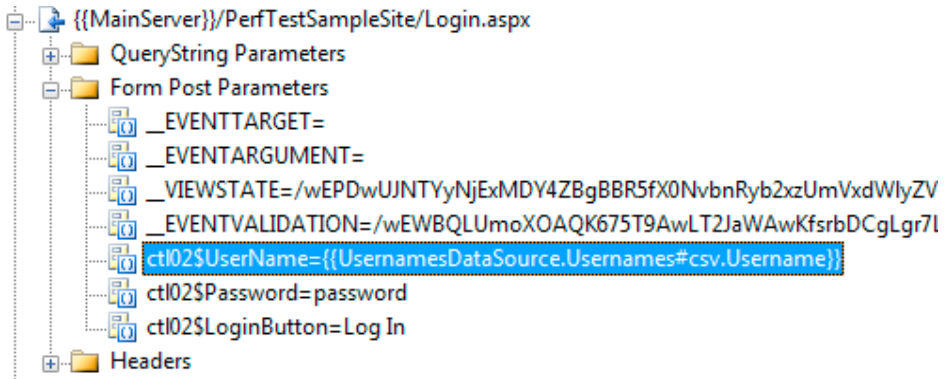 {{MainServer}}/PerfTestSampleSite/Login.aspx
QueryString Parameters
Form Post Parameters
__EVENTTARGET=
__EVENTARGUMENT=
__VIEWSTATE=/wEPDwUJNTYyNjExMDY4ZBgBBR5fX0NvbnRyb2xzUmVxdWlyZV
__EVENTVALIDATION=/wEWBQLUmoXOAQK675T9AwLT2JaWAwKfsrbDCgLgr7L
ctl02$UserName={{UsernamesDataSource.Usernames#csv.Username}}
ctl02$Password=password
ctl02$LoginButton=Log In
Headers